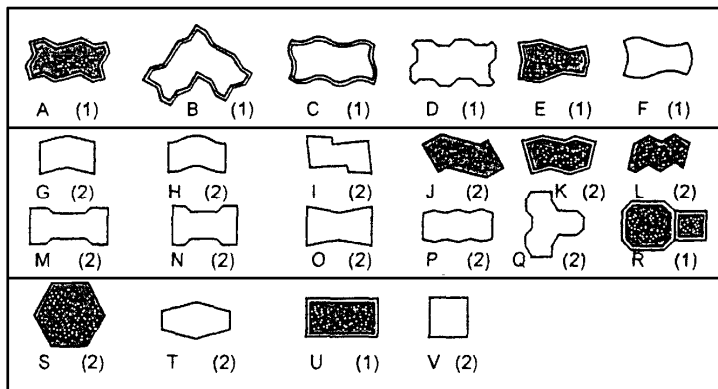 A (1) B (1) C (1) D (1) E (1) F (1)
G (2) H (2) I (2) J (2) K (2) L (2)
M (2) N (2) O (2) P (2) Q (2) R (1)
S (2) T (2) U (1) V (2)